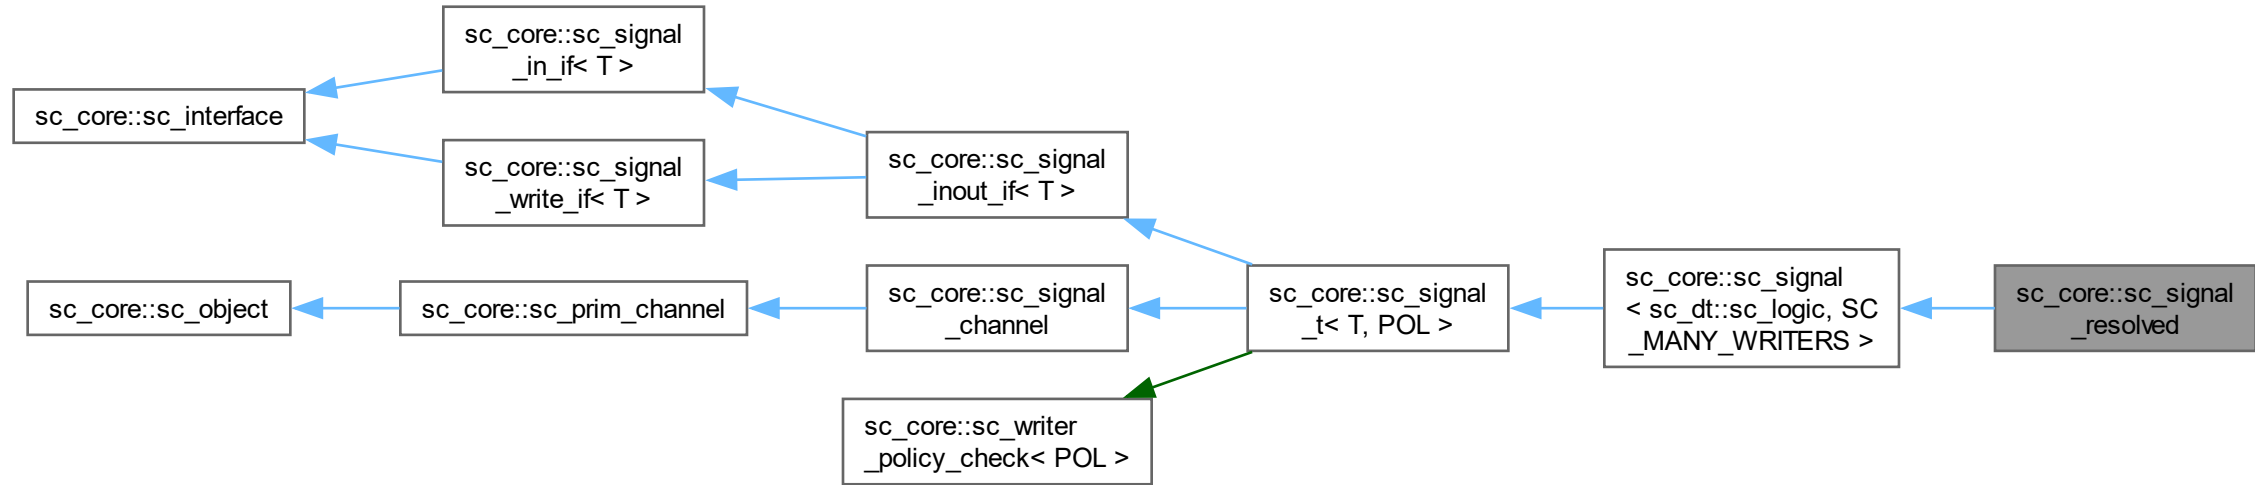 sc_core::sc_signal
_in_if< T >
sc_core::sc_interface
sc_core::sc_signal
_write_if< T >
sc_core::sc_signal
_inout_if< T >
sc_core::sc_object
sc_core::sc_prim_channel
sc_core::sc_signal
_channel
sc_core::sc_signal
_t< T, POL >
sc_core::sc_signal
< sc_dt::sc_logic, SC
_MANY_WRITERS >
sc_core::sc_signal
_resolved
sc_core::sc_writer
_policy_check< POL >